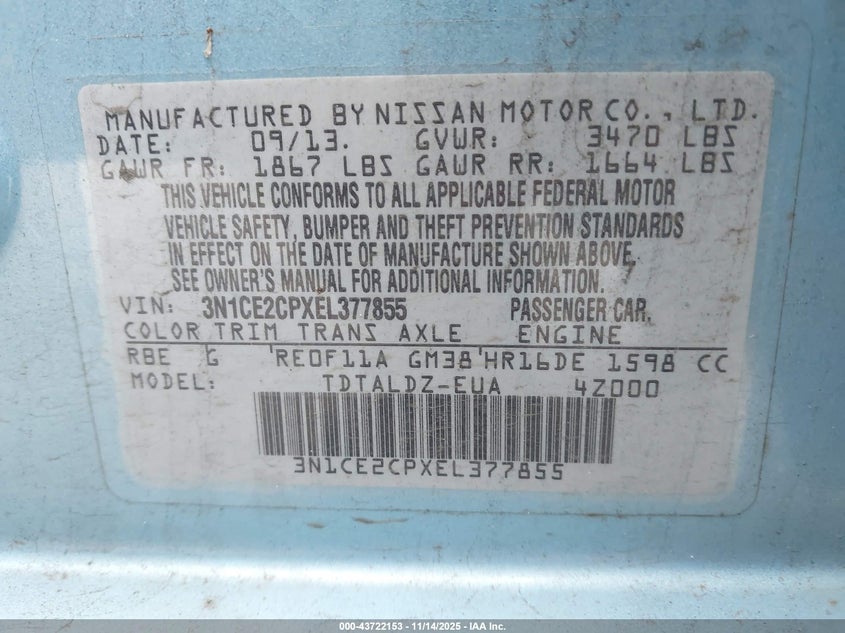 MANUFACTURED BY NISSAN MOTOR CO., LTD.
DATE: 09/13. GVWR: 3470 LBS
GAWR FR: 1867 LBS GAWR RR: 1664 LBS
THIS VEHICLE CONFORMS TO ALL APPLICABLE FEDERAL MOTOR
VEHICLE SAFETY, BUMPER AND THEFT PREVENTION STANDARDS
IN EFFECT ON THE DATE OF MANUFACTURE SHOWN ABOVE.
SEE OWNER'S MANUAL FOR ADDITIONAL INFORMATION.
VIN: 3N1CE2CPXEL377855 PASSENGER CAR.
COLOR TRIM TRANS AXLE ENGINE
RBE G RE0F11A GM38 HR16DE 1598 CC
MODEL: TDTALDZ-EUA 4Z000
3N1CE2CPXEL377855
000-43722153 - 11/14/2025 - IAA Inc.